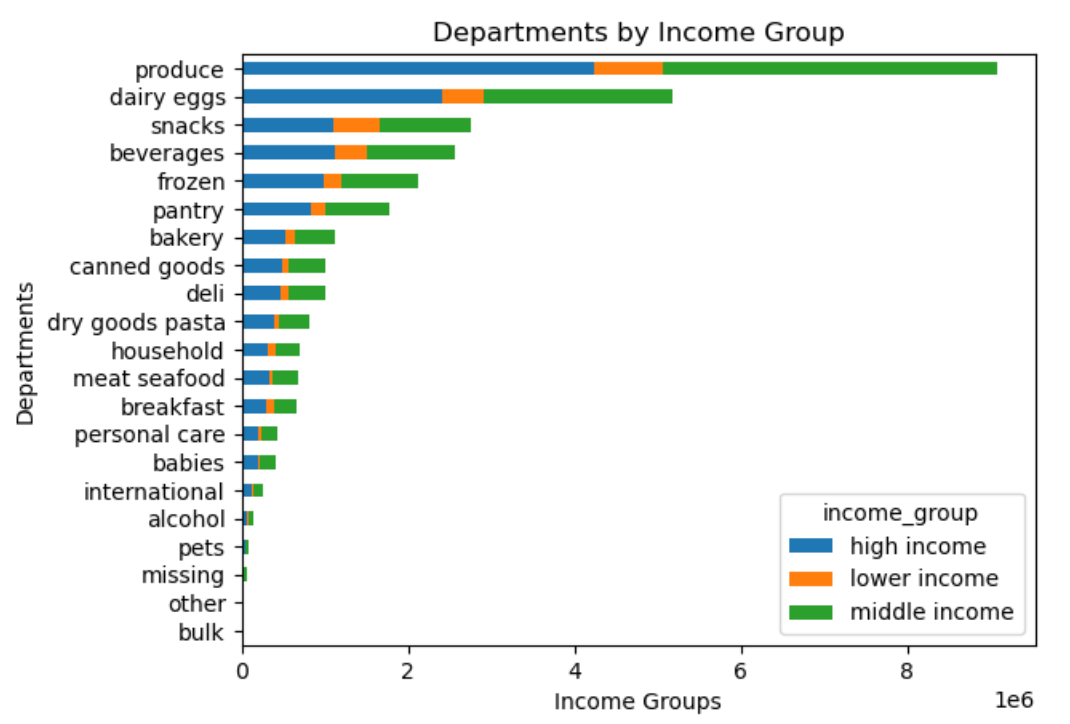 Departments by Income Group
produce
dairy eggs
snacks
beverages
frozen
pantry
bakery
canned goods
deli
dry goods pasta
household
meat seafood
breakfast
personal care
babies
international
alcohol
pets
missing
other
bulk
Departments
income_group
high income
lower income
middle income
0 2 4 6 8
1e6
Income Groups